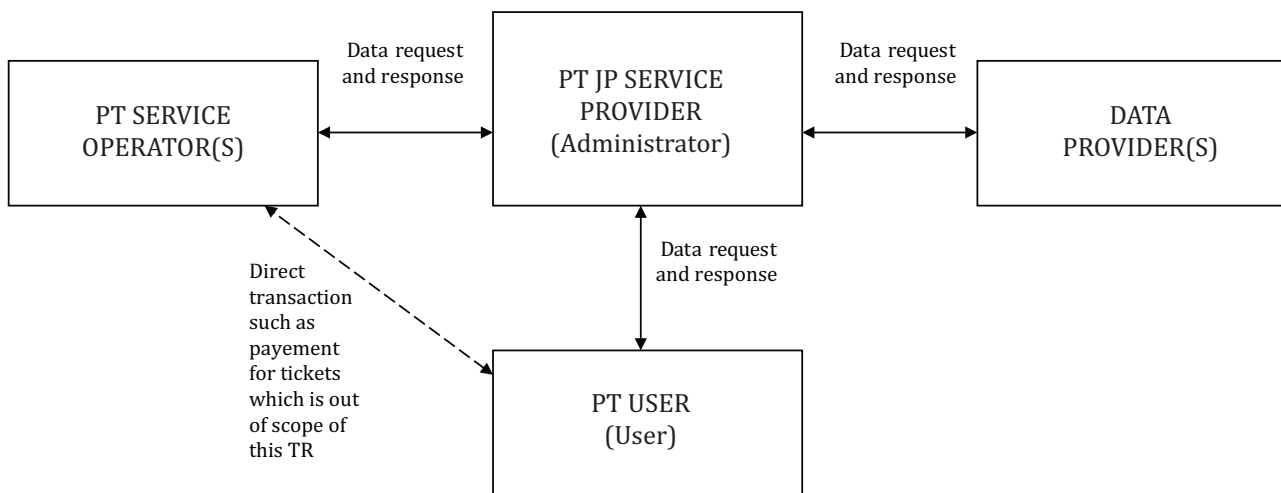 PT SERVICE
OPERATOR(S)
Data request
and response
PT JP SERVICE
PROVIDER
(Administrator)
Data request
and response
DATA
PROVIDER(S)
Direct
transaction
such as
payement
for tickets
which is out
of scope of
this TR
Data request
and response
PT USER
(User)